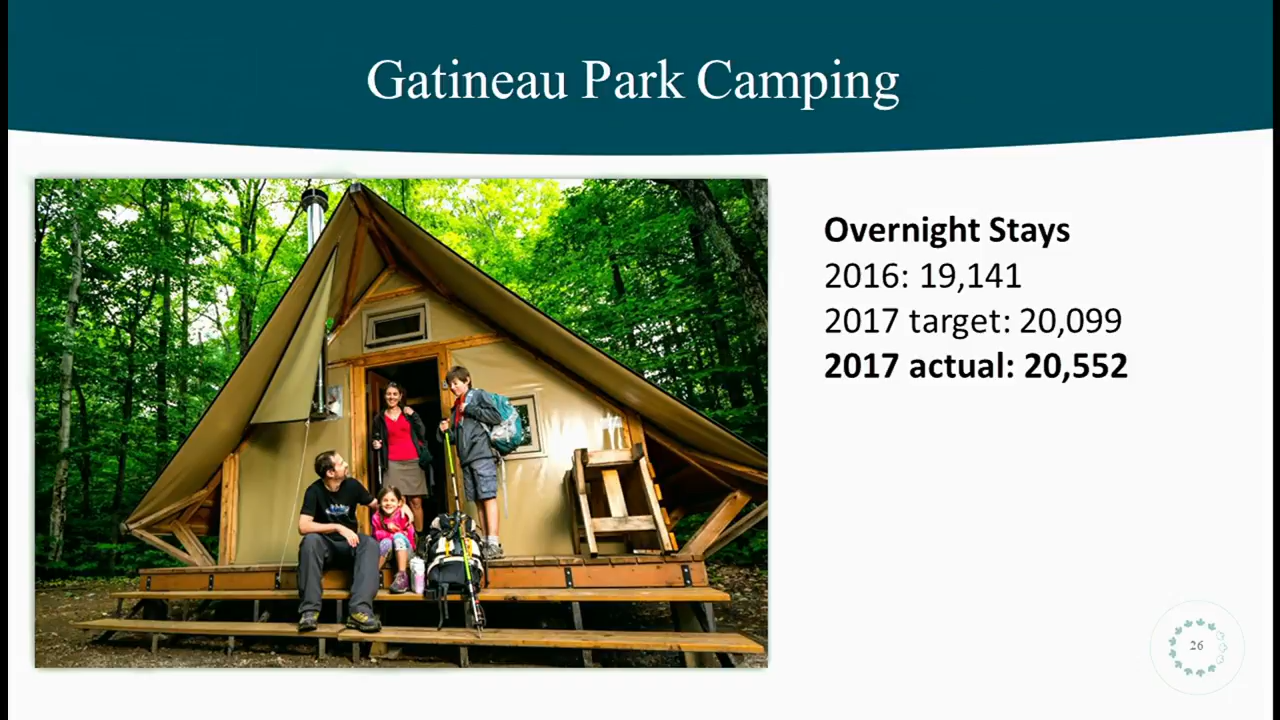 Gatineau Park Camping
Overnight Stays
2016: 19,141
2017 target: 20,099
2017 actual: 20,552
26